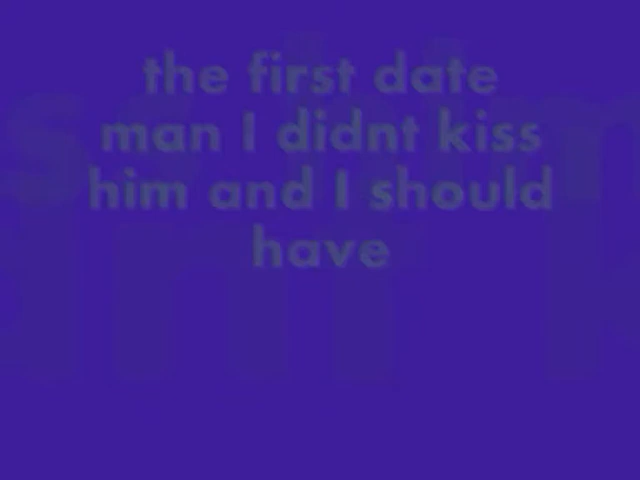 the first date
man I didnt kiss
him and I should
have